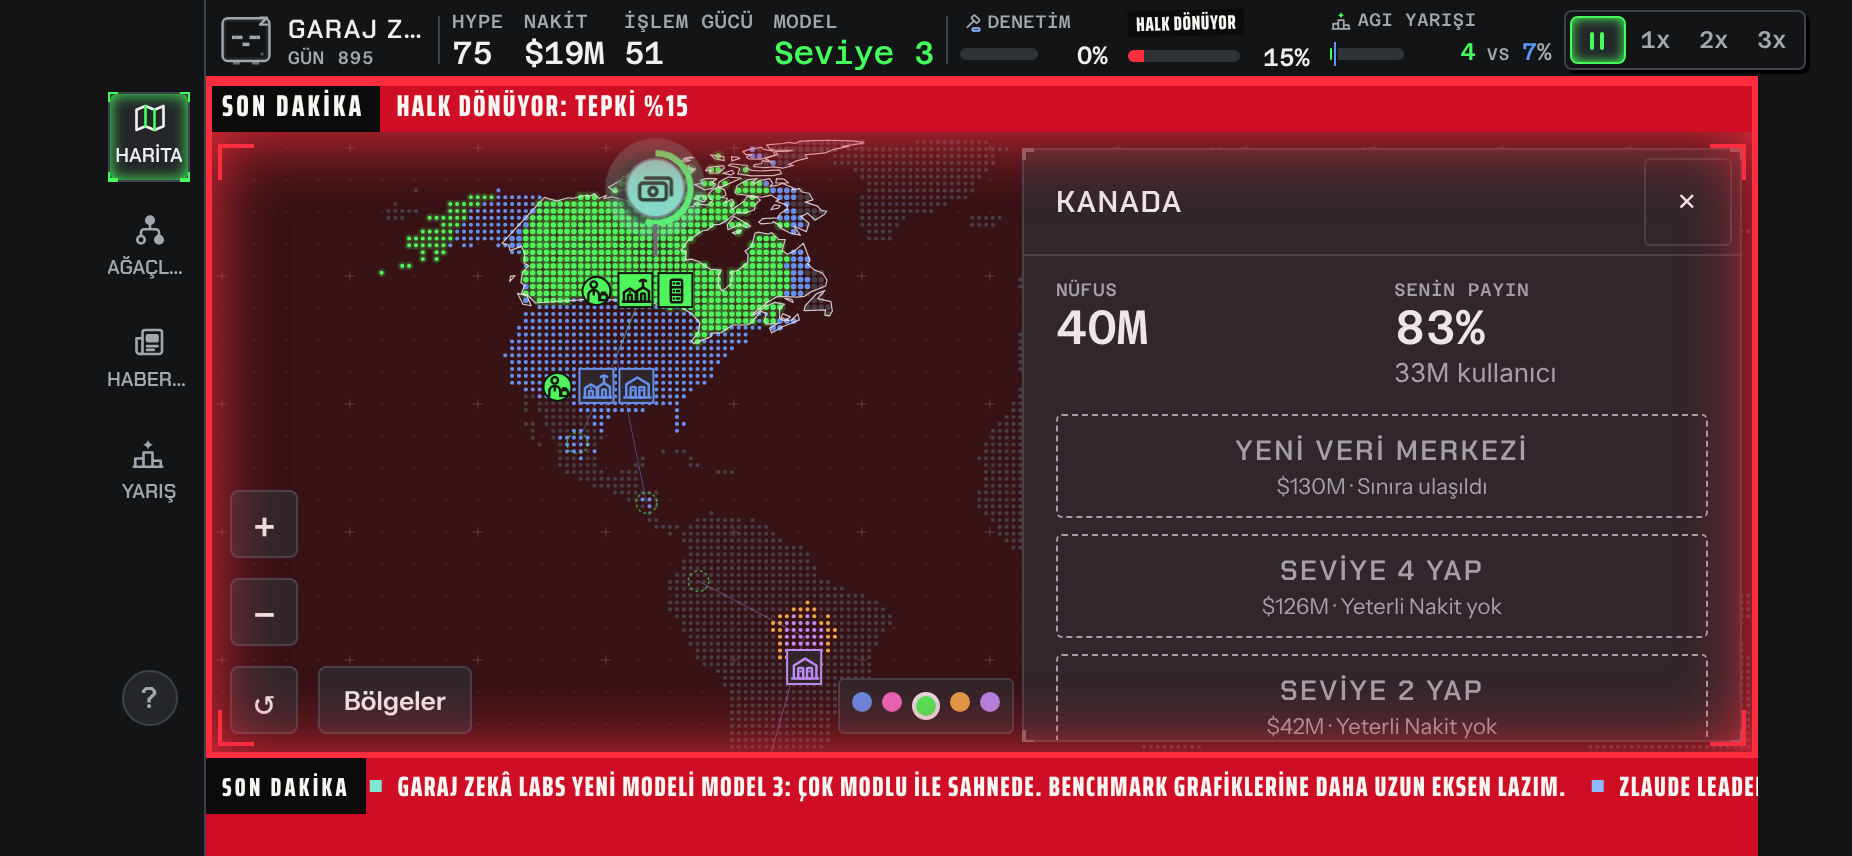 GARAJ Z...
GÜN 895
HYPE
75
NAKİT
$19M
İŞLEM GÜCÜ
51
MODEL
Seviye 3
DENETİM
0%
HALK DÖNÜYOR
15%
AGI YARIŞI
4 VS 7%
1x
2x
3x
SON DAKİKA
HALK DÖNÜYOR: TEPKİ %15
HARİTA
AĞAÇL...
HABER...
YARIŞ
?
KANADA
×
NÜFUS
40M
SENİN PAYIN
83%
33M kullanıcı
YENİ VERİ MERKEZİ
$130M · Sınıra ulaşıldı
SEVİYE 4 YAP
$126M · Yeterli Nakit yok
SEVİYE 2 YAP
$42M · Yeterli Nakit yok
+
−
↺
Bölgeler
SON DAKİKA
GARAJ ZEKÂ LABS YENİ MODELİ MODEL 3: ÇOK MODLU İLE SAHNEDE. BENCHMARK GRAFİKLERİNE DAHA UZUN EKSEN LAZIM.
ZLAUDE